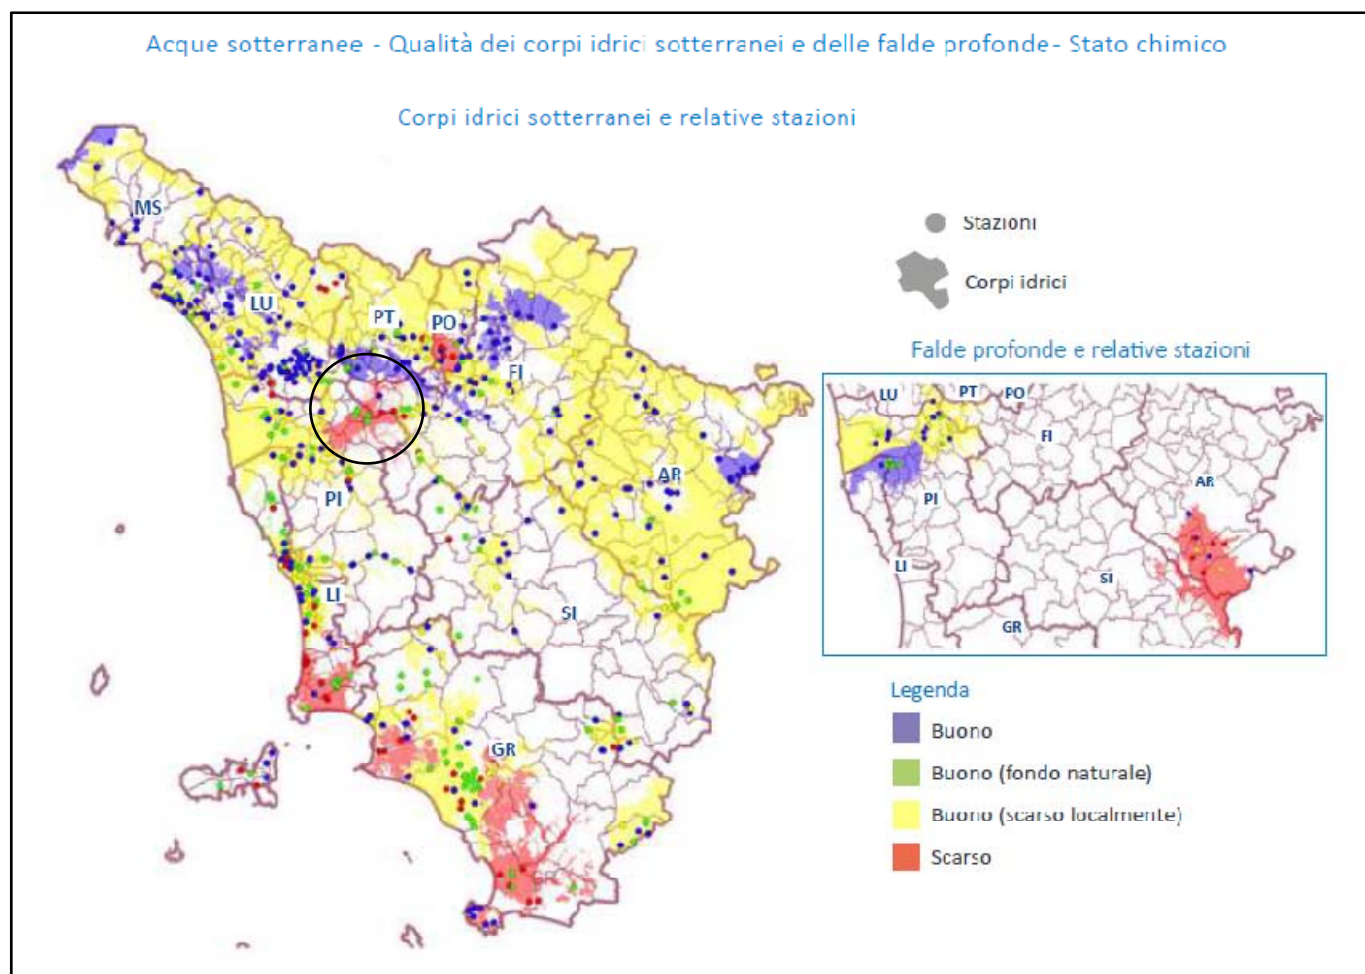 Acque sotterranee - Qualità dei corpi idrici sotterranei e delle falde profonde- Stato chimico
Corpi idrici sotterranei e relative stazioni
MS
LU
PT
PO
FI
AR
PI
LI
SI
GR
Stazioni
Corpi idrici
Falde profonde e relative stazioni
LU
PT
PO
FI
AR
PI
LI
SI
GR
Legenda
Buono
Buono (fondo naturale)
Buono (scarso localmente)
Scarso